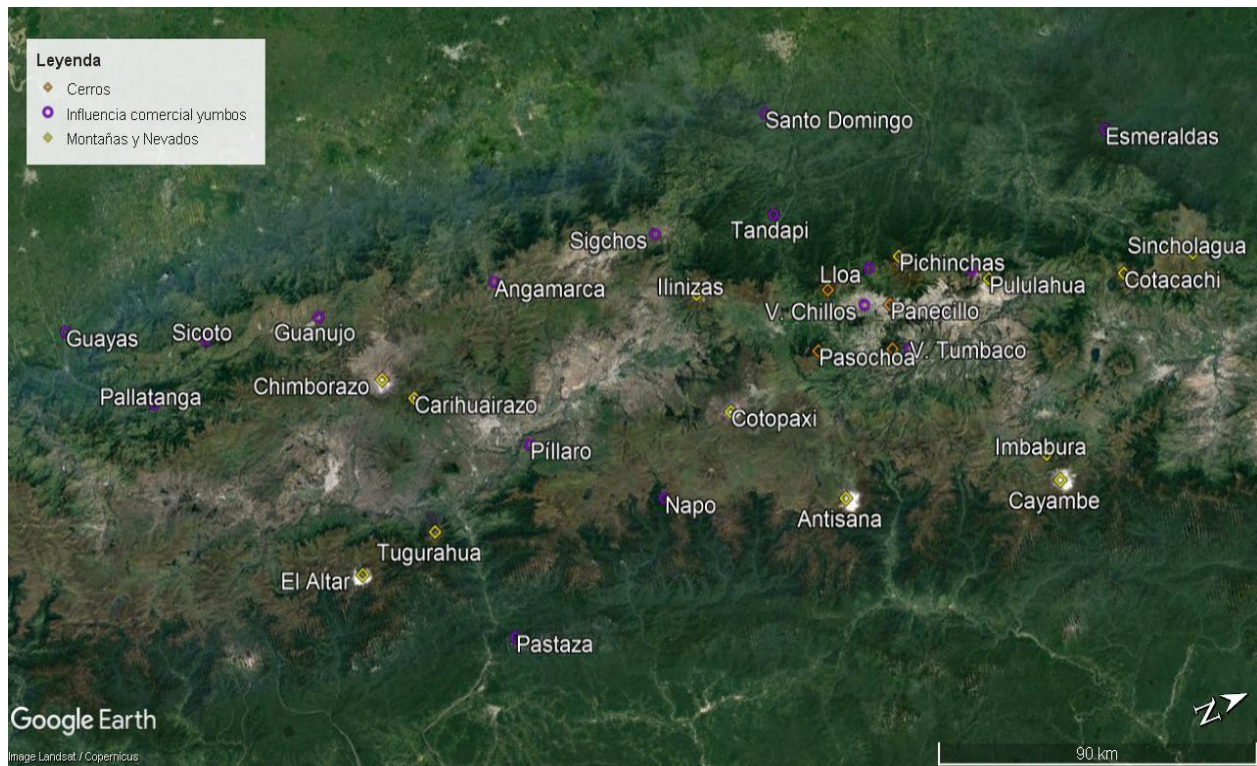 Leyenda
Cerros
Influencia comercial yumbos
Montañas y Nevados
Santo Domingo
Esmeraldas
Tandapi
Sigchos
Sincholagua
Pichinchas
Lloa
Cotacachi
Angamarca
Ilinizas
Pululahua
V. Chillos
Panecillo
Guayas
Sicoto
Guanujo
Pasochoa
V. Tumbaco
Chimborazo
Pallatanga
Carihuairazo
Cotopaxi
Píllaro
Imbabura
Napo
Cayambe
Antisana
Tugurahua
El Altar
Pastaza
Google Earth
N
Image Landsat / Copernicus
90 km